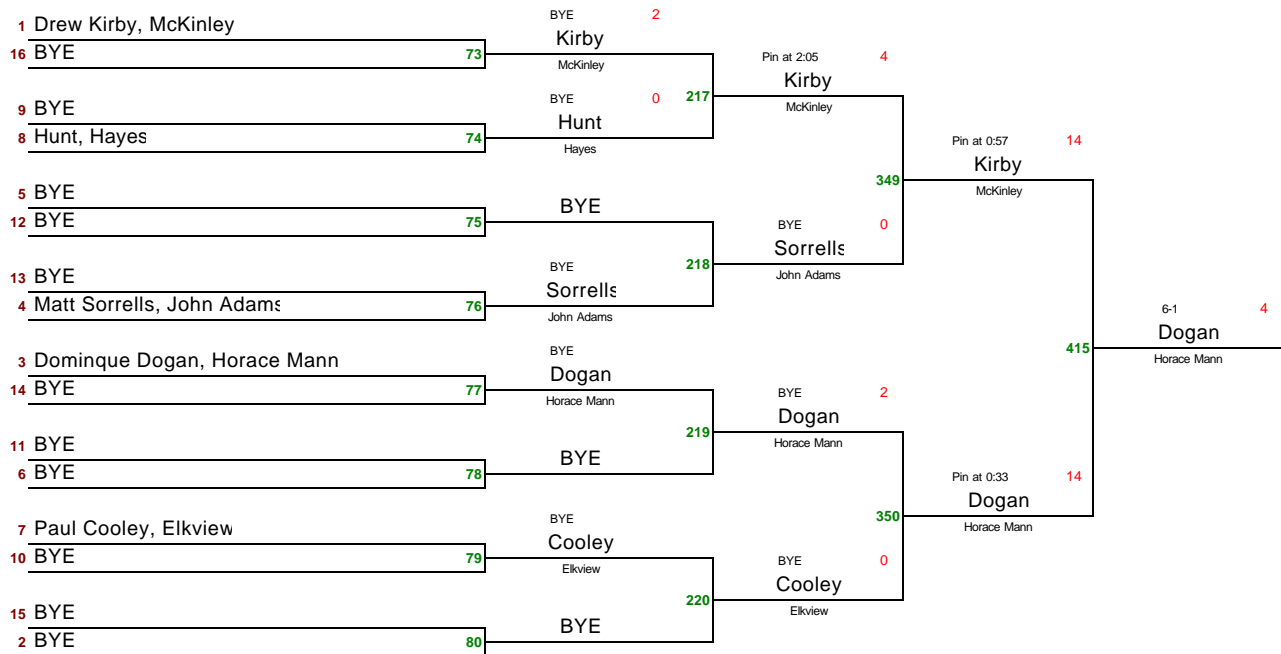 1 Drew Kirby, McKinley
16 BYE
73
9 BYE
8 Hunt, Hayes
74
5 BYE
12 BYE
75
13 BYE
4 Matt Sorrells, John Adams
76
3 Dominque Dogan, Horace Mann
14 BYE
77
11 BYE
6 BYE
78
7 Paul Cooley, Elkview
10 BYE
79
15 BYE
2 BYE
80
BYE 2
Kirby
McKinley
217
BYE 0
Hunt
Hayes
BYE
218
BYE
Sorrells
John Adams
BYE
Dogan
Horace Mann
219
BYE
BYE
Cooley
Elkview
220
BYE
Pin at 2:05 4
Kirby
McKinley
349
BYE 0
Sorrells
John Adams
BYE 2
Dogan
Horace Mann
350
BYE 0
Cooley
Elkview
Pin at 0:57 14
Kirby
McKinley
415
Pin at 0:33 14
Dogan
Horace Mann
6-1 4
Dogan
Horace Mann